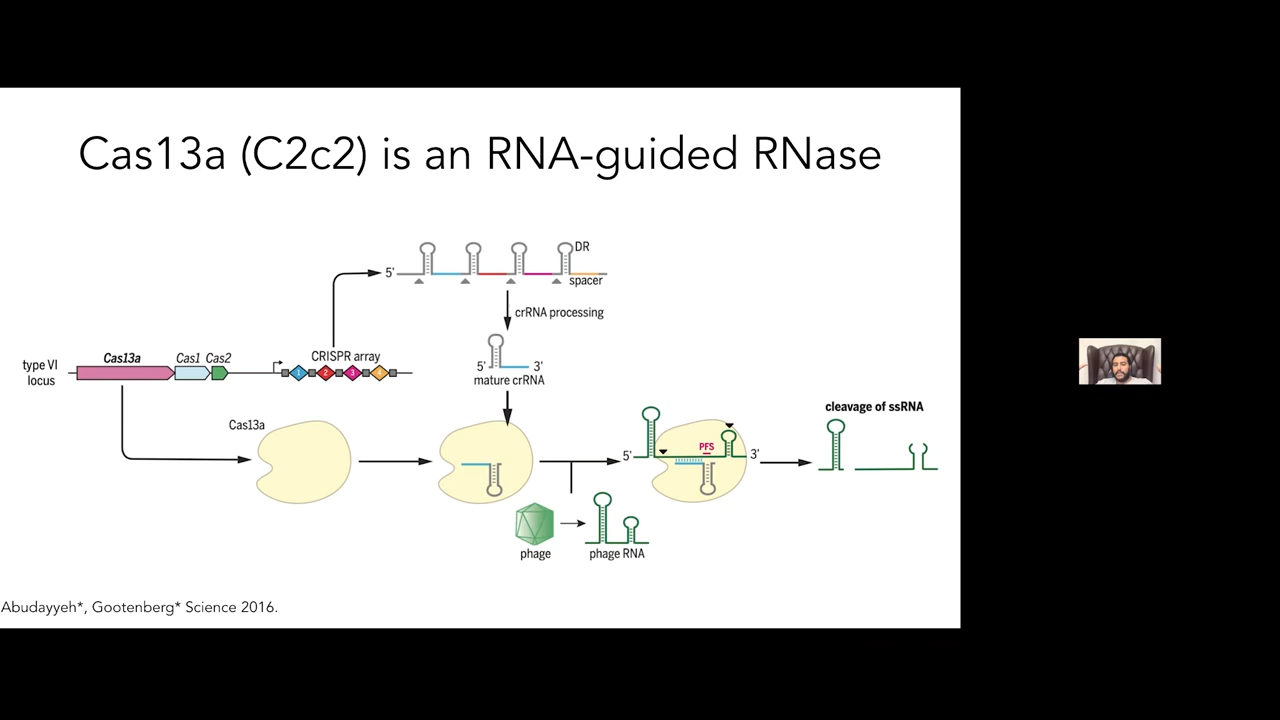 Cas13a (C2c2) is an RNA-guided RNase
5' DR
spacer
crRNA processing
type VI
locus
Cas13a Cas1 Cas2
CRISPR array
1 2 3 4
5' 3'
mature crRNA
Cas13a
5' PFS 3'
cleavage of ssRNA
phage
phage RNA
Abudayyeh*, Gootenberg* Science 2016.